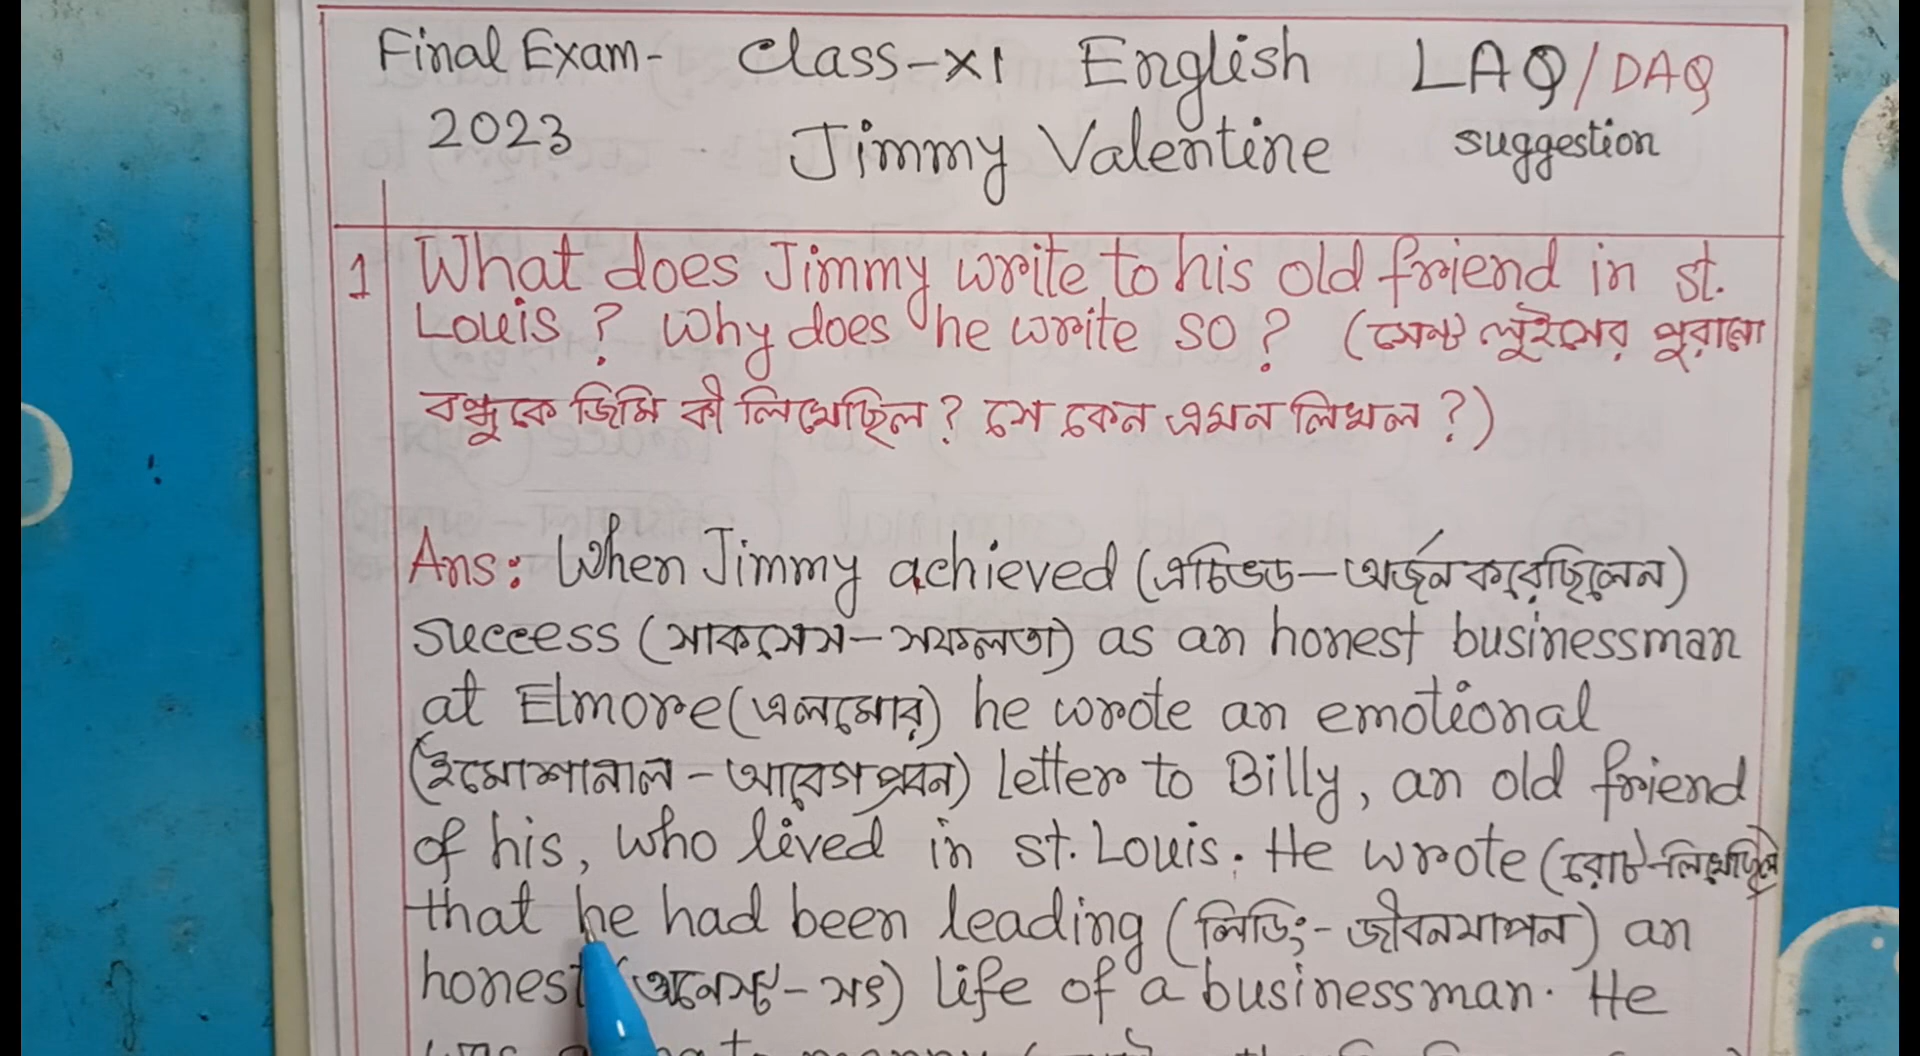 Final Exam- Class-XI English LAQ/DAQ
2023 Jimmy Valentine suggestion
1 What does Jimmy write to his old friend in st.
Louis? Why does he write so? (সেন্ট লুইসের পুরানো
বন্ধুকে জিমি কী লিখেছিল? সে কেন এমন লিখল?)
Ans: When Jimmy achieved (এচিভড-অর্জন করেছিলেন)
success (সাকসেস-সফলতা) as an honest businessman
at Elmore (এলমোর) he wrote an emotional
(ইমোশানাল-আবেগপ্রবন) letter to Billy, an old friend
of his, who lived in st. Louis. He wrote (রোট-লিখেছিল
that he had been leading (লিডিং-জীবনযাপন) an
honest (অনেস্ট-সৎ) life of a businessman. He